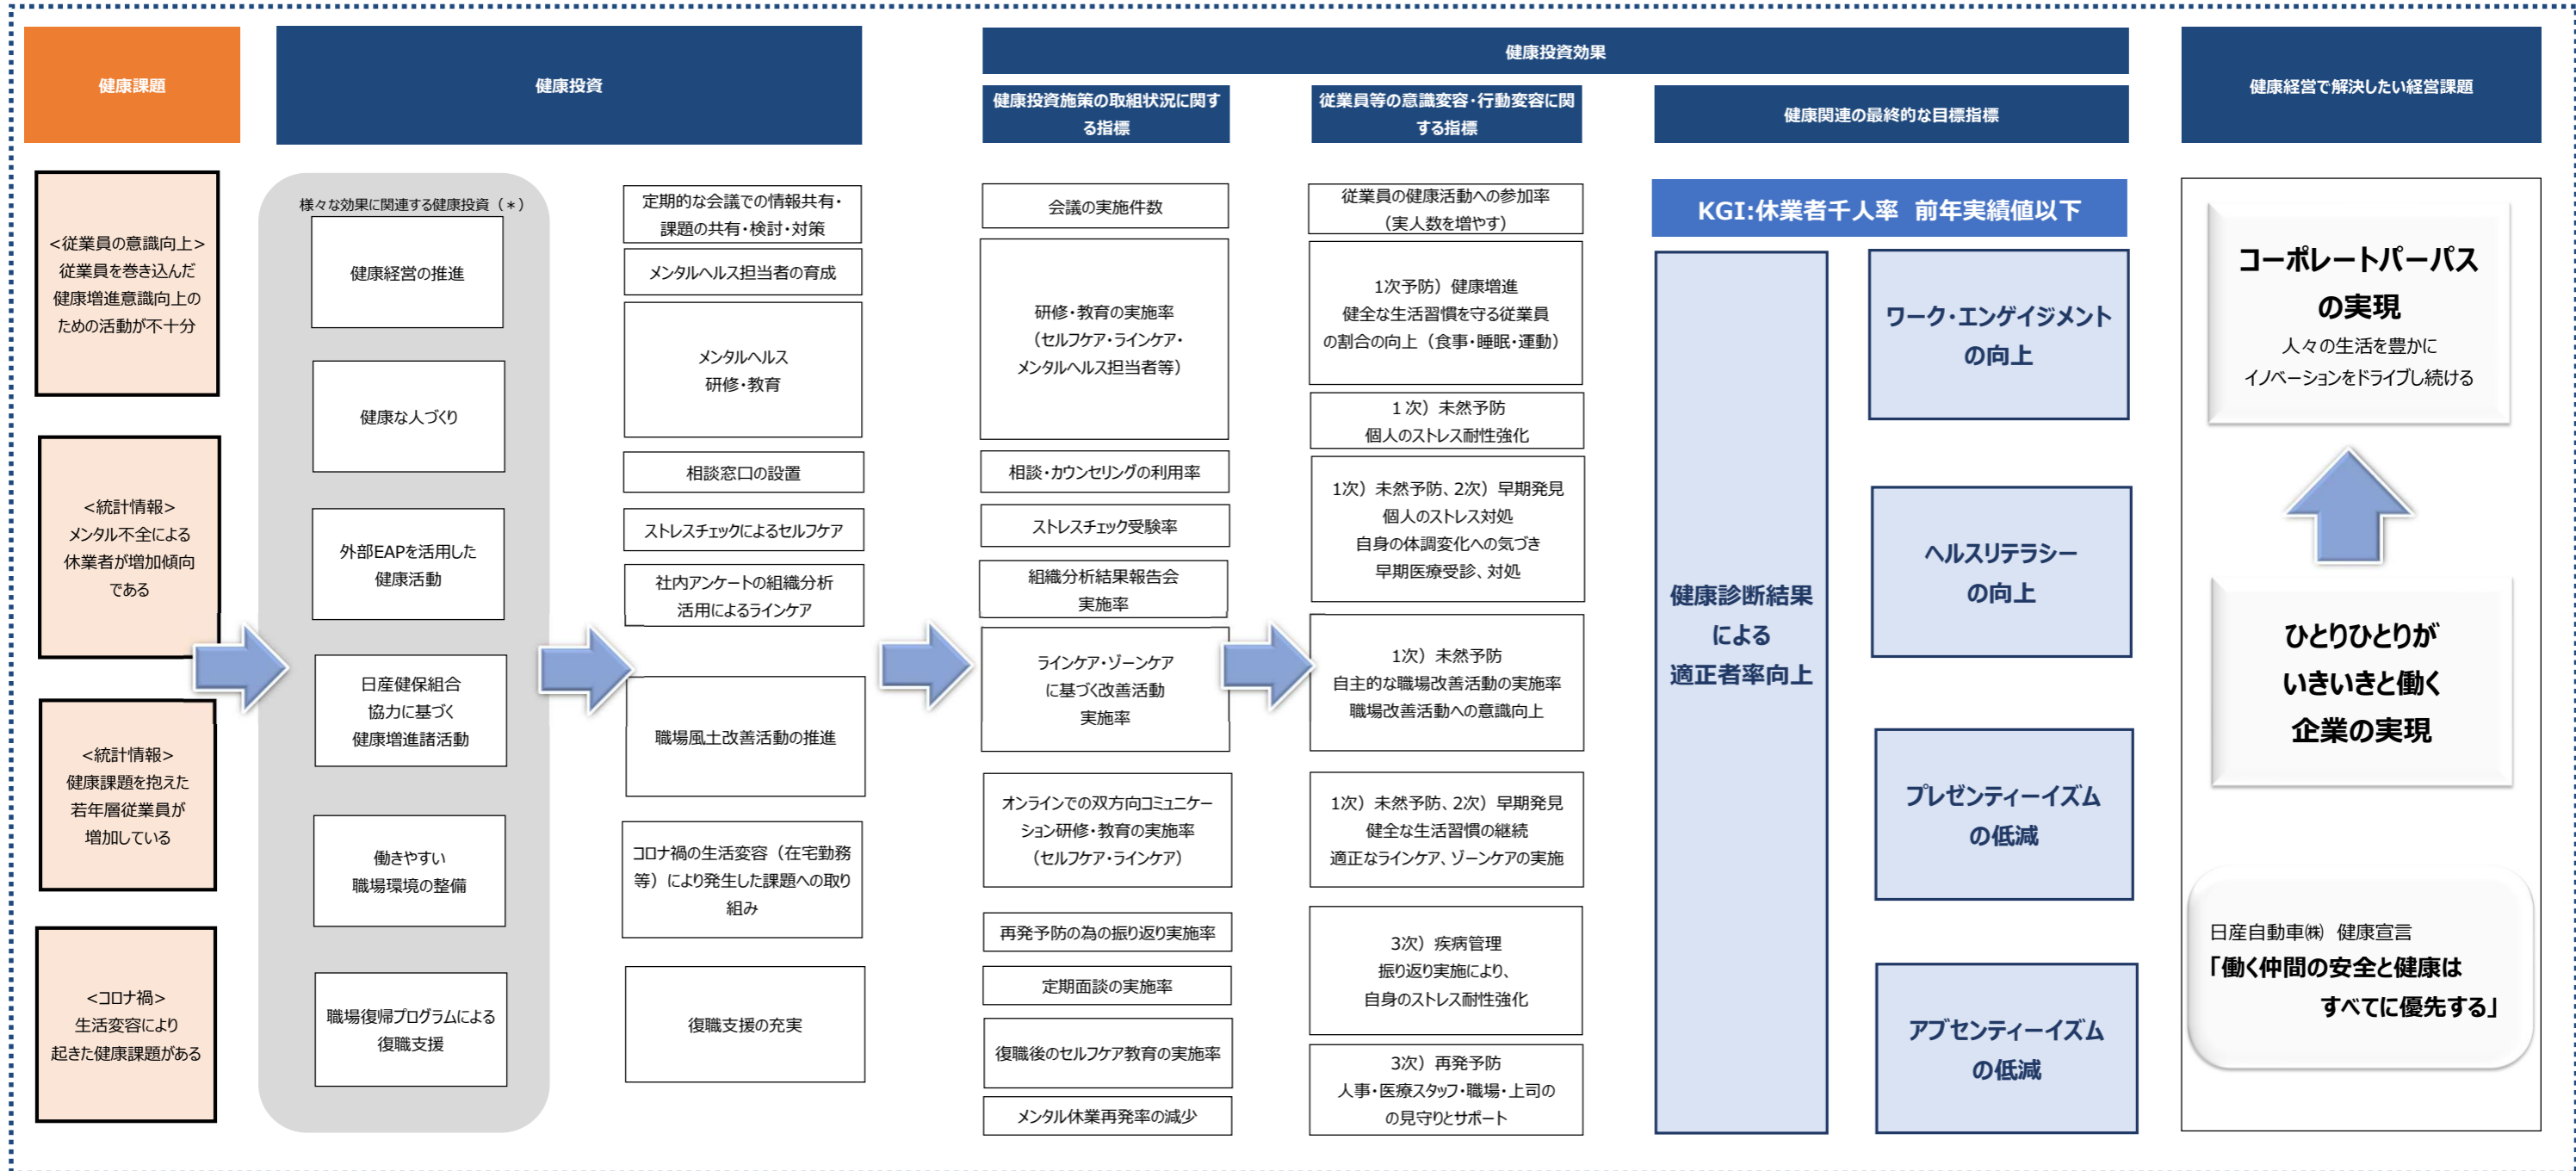 健康課題
健康投資
健康投資効果
健康投資施策の取組状況に関す
る指標
従業員等の意識変容・行動変容に関
する指標
健康関連の最終的な目標指標
健康経営で解決したい経営課題
<従業員の意識向上>
従業員を巻き込んだ
健康増進意識向上の
ための活動が不十分
<統計情報>
メンタル不全による
休業者が増加傾向
である
<統計情報>
健康課題を抱えた
若年層従業員が
増加している
<コロナ禍>
生活変容により
起きた健康課題がある
様々な効果に関連する健康投資（＊）
健康経営の推進
健康な人づくり
外部EAPを活用した
健康活動
日産健保組合
協力に基づく
健康増進諸活動
働きやすい
職場環境の整備
職場復帰プログラムによる
復職支援
定期的な会議での情報共有・
課題の共有・検討・対策
メンタルヘルス担当者の育成
メンタルヘルス
研修・教育
相談窓口の設置
ストレスチェックによるセルフケア
社内アンケートの組織分析
活用によるラインケア
職場風土改善活動の推進
コロナ禍の生活変容（在宅勤務
等）により発生した課題への取り
組み
復職支援の充実
会議の実施件数
研修・教育の実施率
（セルフケア・ラインケア・
メンタルヘルス担当者等）
相談・カウンセリングの利用率
ストレスチェック受験率
組織分析結果報告会
実施率
ラインケア・ゾーンケア
に基づく改善活動
実施率
オンラインでの双方向コミュニケー
ション研修・教育の実施率
（セルフケア・ラインケア）
再発予防の為の振り返り実施率
定期面談の実施率
復職後のセルフケア教育の実施率
メンタル休業再発率の減少
従業員の健康活動への参加率
（実人数を増やす）
1次予防）健康増進
健全な生活習慣を守る従業員
の割合の向上（食事・睡眠・運動）
１次）未然予防
個人のストレス耐性強化
1次）未然予防、2次）早期発見
個人のストレス対処
自身の体調変化への気づき
早期医療受診、対処
1次）未然予防
自主的な職場改善活動の実施率
職場改善活動への意識向上
1次）未然予防、2次）早期発見
健全な生活習慣の継続
適正なラインケア、ゾーンケアの実施
3次）疾病管理
振り返り実施により、
自身のストレス耐性強化
3次）再発予防
人事・医療スタッフ・職場・上司の
の見守りとサポート
KGI:休業者千人率 前年実績値以下
健康診断結果
による
適正者率向上
ワーク・エンゲイジメント
の向上
ヘルスリテラシー
の向上
プレゼンティーイズム
の低減
アブセンティーイズム
の低減
コーポレートパーパス
の実現
人々の生活を豊かに
イノベーションをドライブし続ける
ひとりひとりが
いきいきと働く
企業の実現
日産自動車㈱ 健康宣言
「働く仲間の安全と健康は
すべてに優先する」